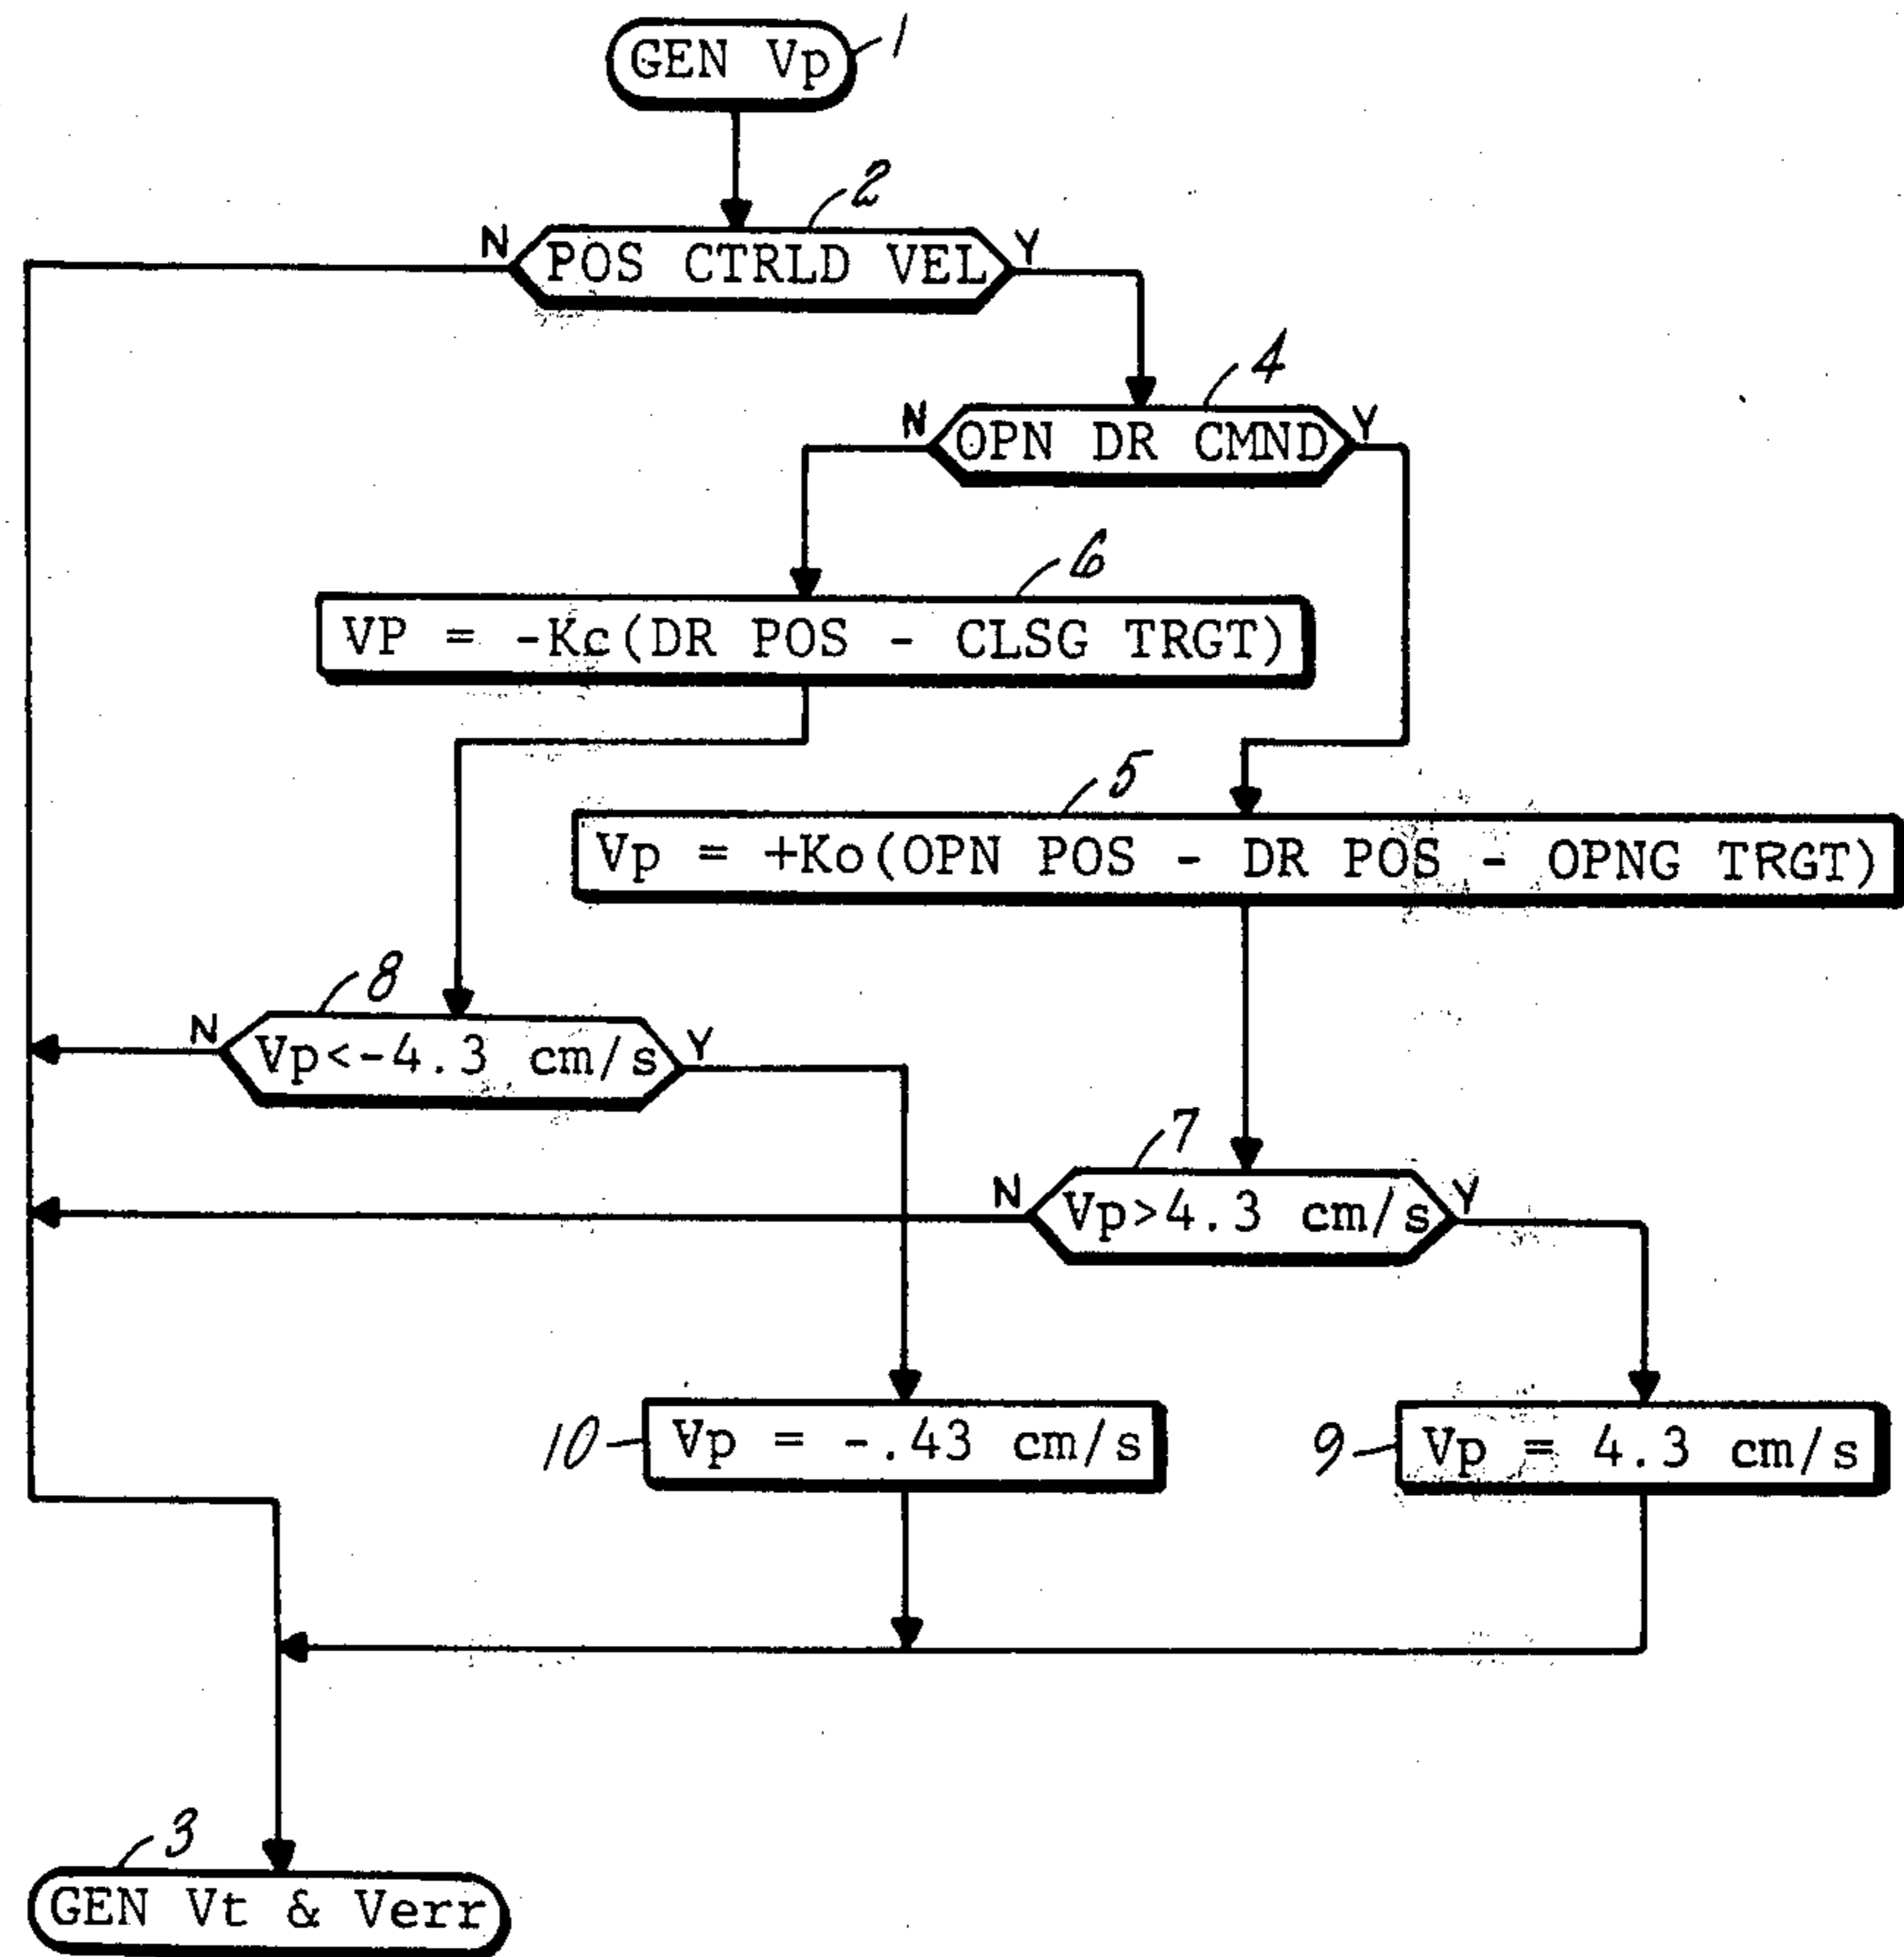 GEN Vp
1
2
N
POS CTRLD VEL
Y
4
N
OPN DR CMND
Y
6
VP = -Kc(DR POS - CLSG TRGT)
5
Vp = +Ko(OPN POS - DR POS - OPNG TRGT)
8
N
Vp<-4.3 cm/s
Y
7
N
Vp>4.3 cm/s
Y
10
Vp = -.43 cm/s
9
Vp = 4.3 cm/s
3
GEN Vt & Verr